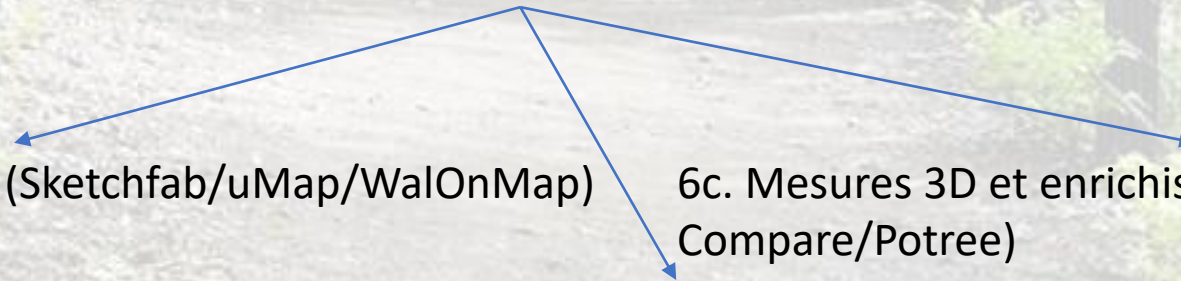 (Sketchfab/uMap/WalOnMap)
6c. Mesures 3D et enrichis
Compare/Potree)